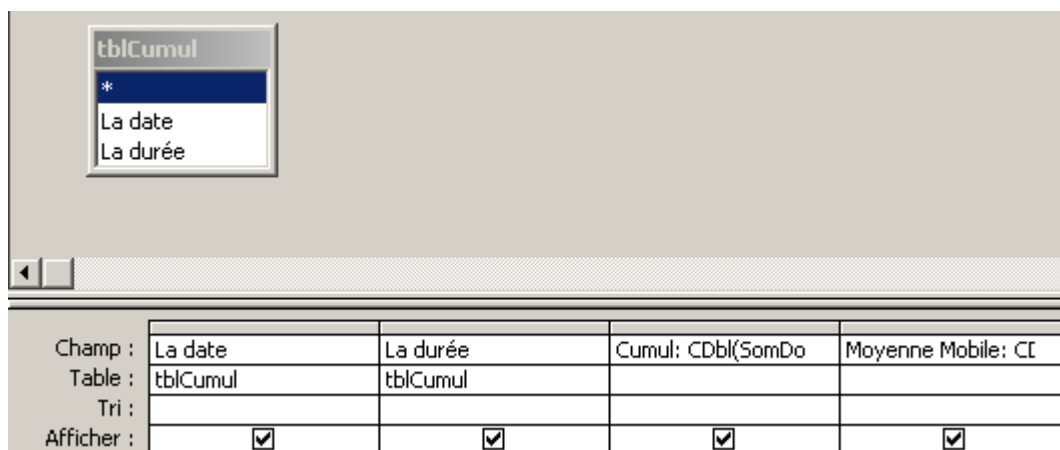 tblCumul
*
La date
La durée
Champ : La date La durée Cumul: CDbl(SomDo Moyenne Mobile: CD
Table : tblCumul tblCumul
Tri :
Afficher :